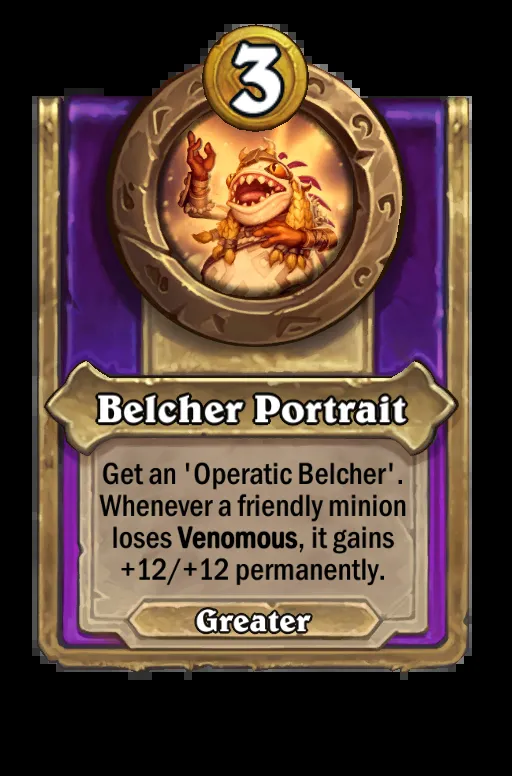 3
Belcher Portrait
Get an 'Operatic Belcher'.
Whenever a friendly minion
loses Venomous, it gains
+12/+12 permanently.
Greater